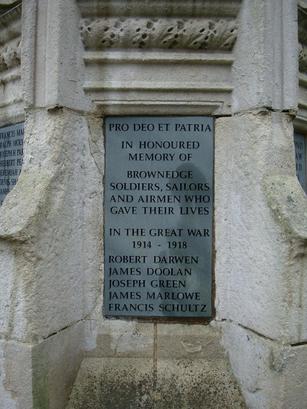 PRO DEO ET PATRIA
IN HONOURED
MEMORY OF
BROWNEDGE
SOLDIERS, SAILORS
AND AIRMEN WHO
GAVE THEIR LIVES
IN THE GREAT WAR
1914 - 1918
ROBERT DARWEN
JAMES DOOLAN
JOSEPH GREEN
JAMES MARLOWE
FRANCIS SCHULTZ